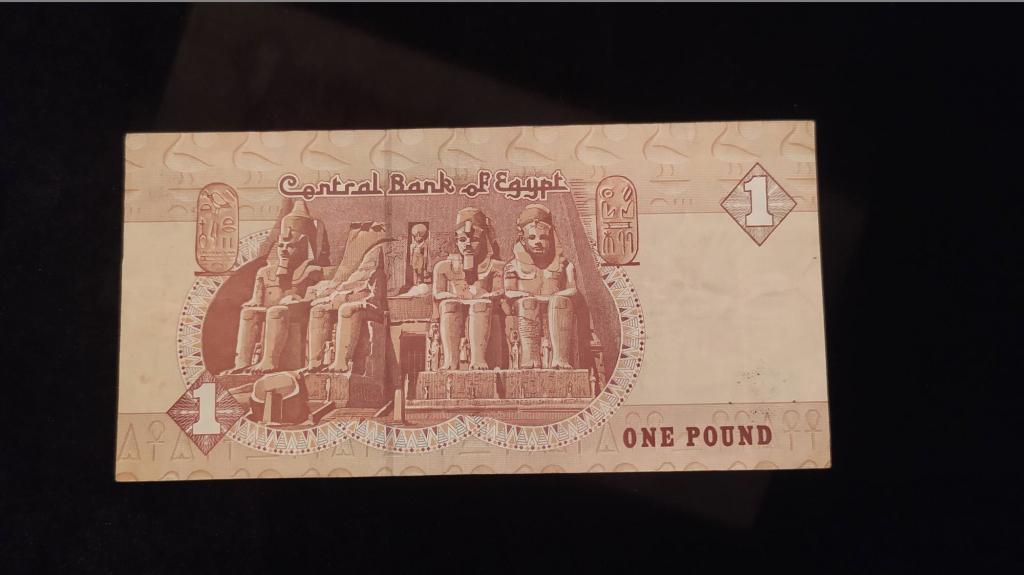 Central Bank of Egypt
1
1
ONE POUND